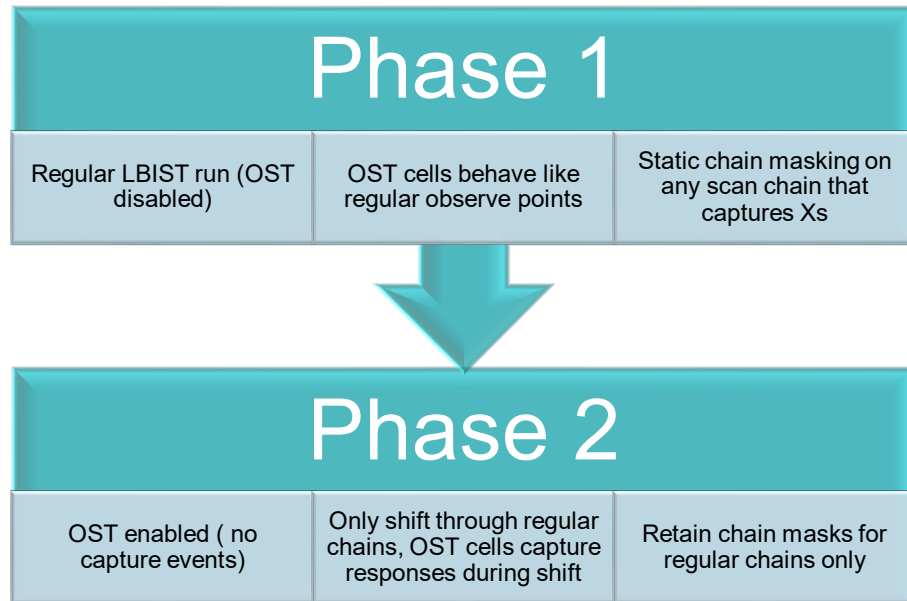 Phase 1
Regular LBIST run (OST
disabled)
OST cells behave like
regular observe points
Static chain masking on
any scan chain that
captures Xs
Phase 2
OST enabled ( no
capture events)
Only shift through regular
chains, OST cells capture
responses during shift
Retain chain masks for
regular chains only